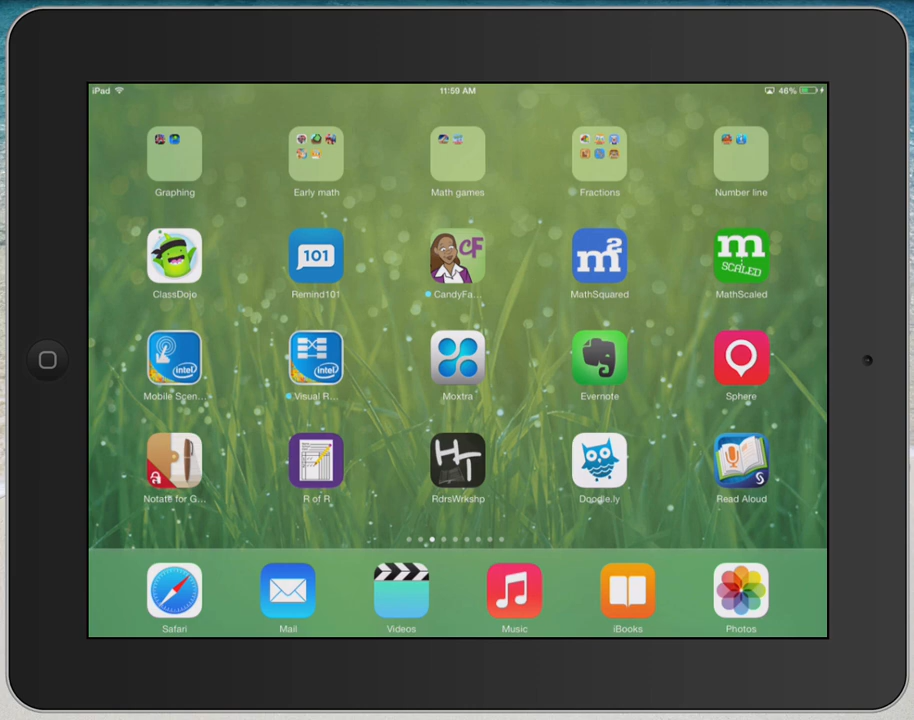 iPad 11:59 AM 46%
Graphing Early math Math games Fractions Number line
101 CF m² m SCALED
ClassDojo Remind101 CandyFa... MathSquared MathScaled
intel intel
Mobile Scen... Visual R... Moxtra Evernote Sphere
A HT S
Notate for G... R of R RdrsWrkshp Doodle.ly Read Aloud
Safari Mail Videos Music iBooks Photos